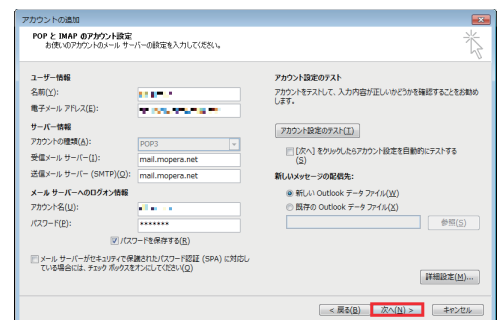 アカウントの追加
POP と IMAP のアカウント設定
お使いのアカウントのメール サーバーの設定を入力してください。
ユーザー情報
名前(Y):
電子メール アドレス(E):
サーバー情報
アカウントの種類(A):
POP3
受信メール サーバー(I):
mail.mopera.net
送信メール サーバー (SMTP)(O):
mail.mopera.net
メール サーバーへのログオン情報
アカウント名(U):
パスワード(P):
*******
パスワードを保存する(R)
メール サーバーがセキュリティで保護されたパスワード認証 (SPA) に対応し
ている場合には、チェック ボックスをオンにしてください(Q)
アカウント設定のテスト
アカウントをテストして、入力内容が正しいかどうかを確認することをお勧め
します。
アカウント設定のテスト(T)
[次へ] をクリックしたらアカウント設定を自動的にテストする
(S)
新しいメッセージの配信先:
新しい Outlook データ ファイル(W)
既存の Outlook データ ファイル(X)
参照(S)
詳細設定(M)...
< 戻る(B)
次へ(N) >
キャンセル